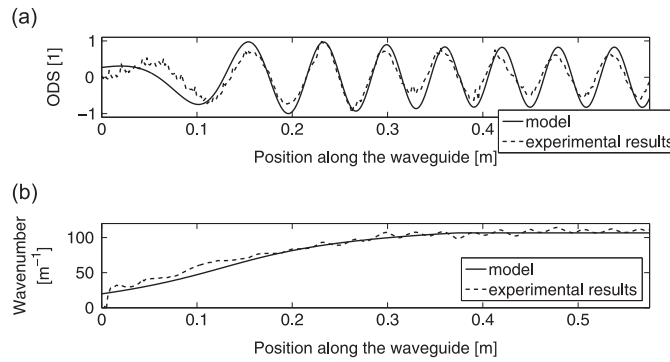 (a)
1
0
−1
ODS [1]
0
0.1
0.2
0.3
0.4
Position along the waveguide [m]
model
experimental results
(b)
100
50
0
Wavenumber
[m⁻¹]
0
0.1
0.2
0.3
0.4
0.5
Position along the waveguide [m]
model
experimental results